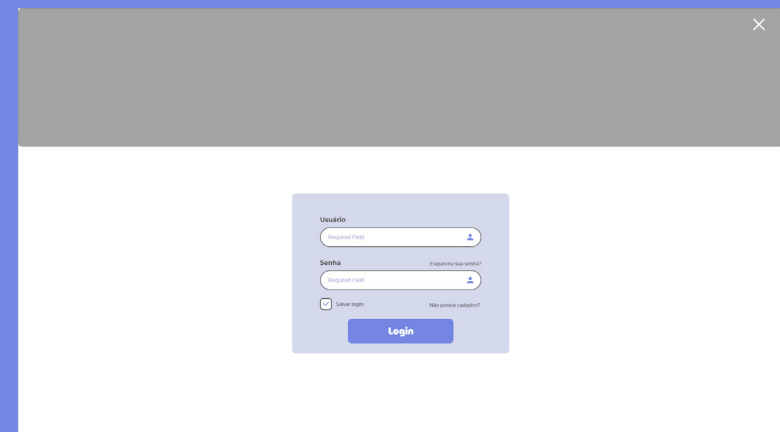 Usuário
Required Field
Senha
Esqueceu sua senha?
Required Field
Salvar login
Não possui cadastro?
Login